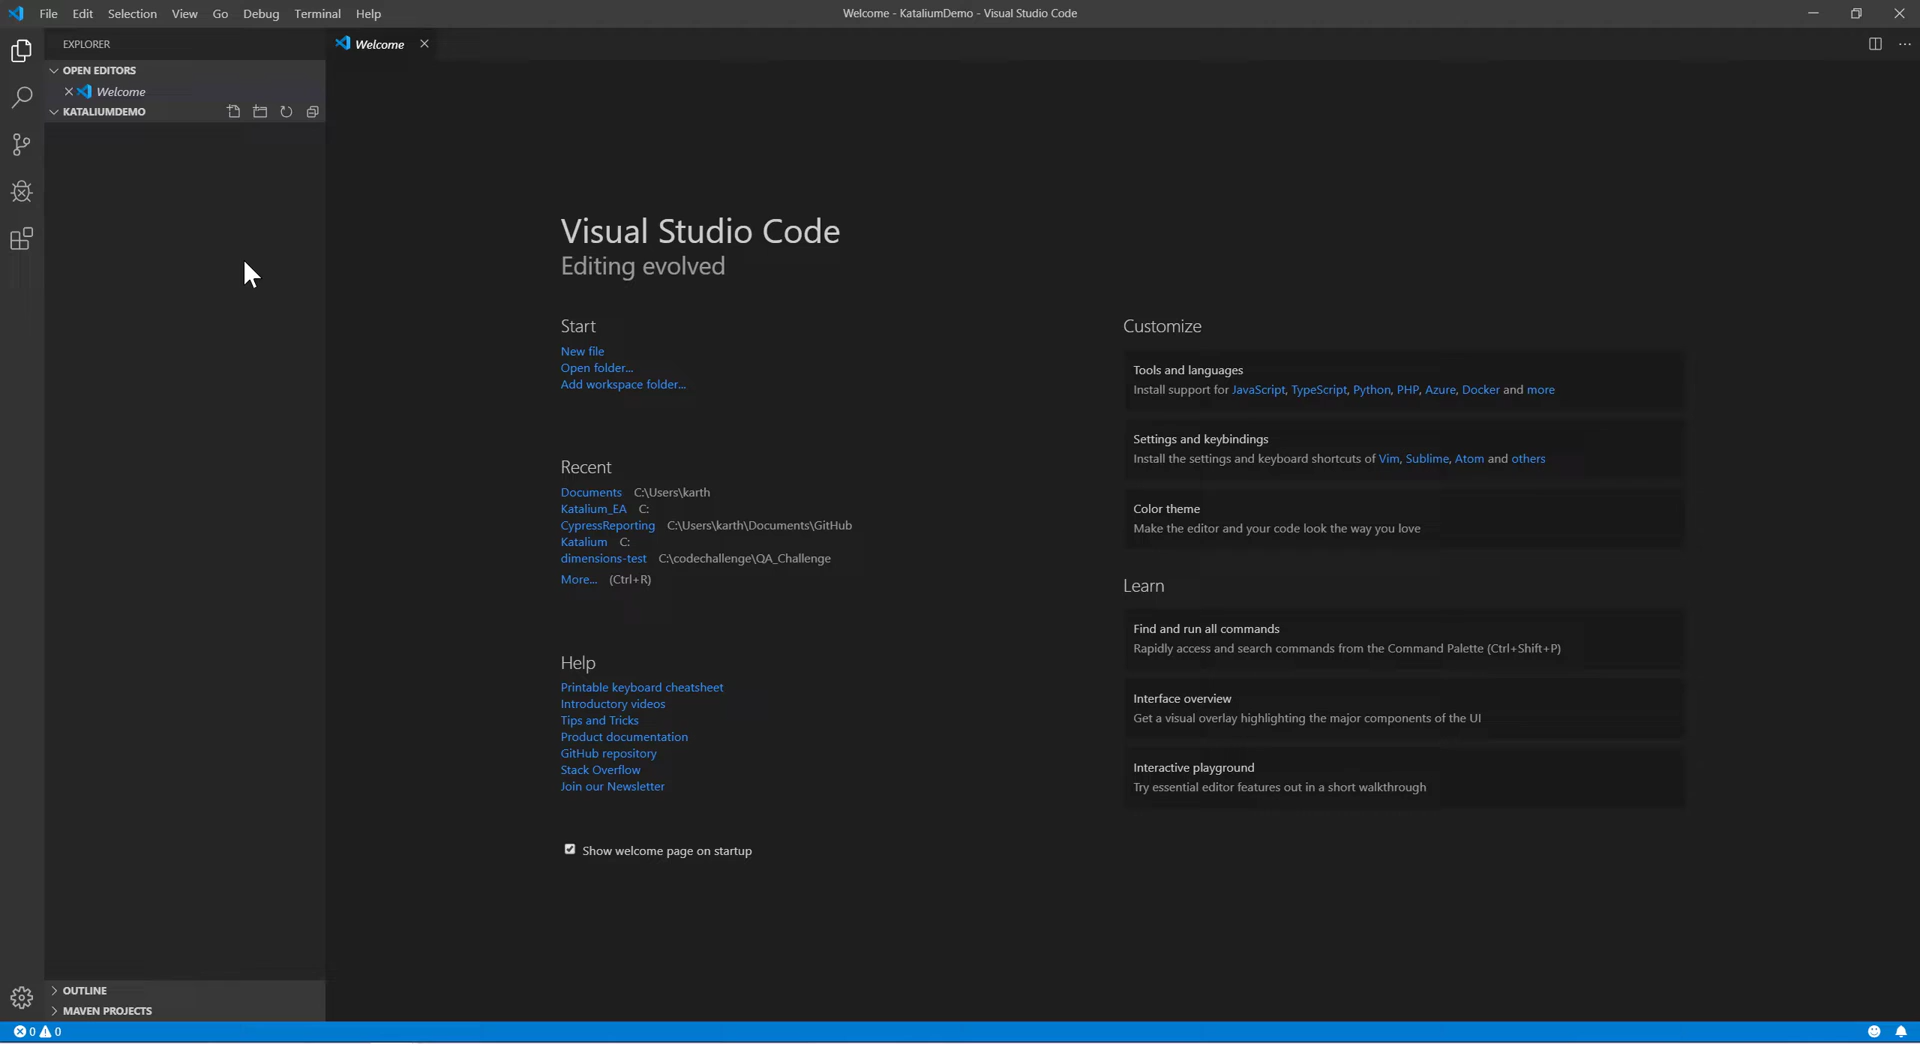 File Edit Selection View Go Debug Terminal Help
Welcome - KataliumDemo - Visual Studio Code
EXPLORER
Welcome
OPEN EDITORS
Welcome
KATALIUMDEMO
Visual Studio Code
Editing evolved
Start
New file
Open folder...
Add workspace folder...
Recent
Documents C:\Users\karth
Katalium_EA C:
CypressReporting C:\Users\karth\Documents\GitHub
Katalium C:
dimensions-test C:\codechallenge\QA_Challenge
More... (Ctrl+R)
Help
Printable keyboard cheatsheet
Introductory videos
Tips and Tricks
Product documentation
GitHub repository
Stack Overflow
Join our Newsletter
Show welcome page on startup
Customize
Tools and languages
Install support for JavaScript, TypeScript, Python, PHP, Azure, Docker and more
Settings and keybindings
Install the settings and keyboard shortcuts of Vim, Sublime, Atom and others
Color theme
Make the editor and your code look the way you love
Learn
Find and run all commands
Rapidly access and search commands from the Command Palette (Ctrl+Shift+P)
Interface overview
Get a visual overlay highlighting the major components of the UI
Interactive playground
Try essential editor features out in a short walkthrough
OUTLINE
MAVEN PROJECTS
0 0